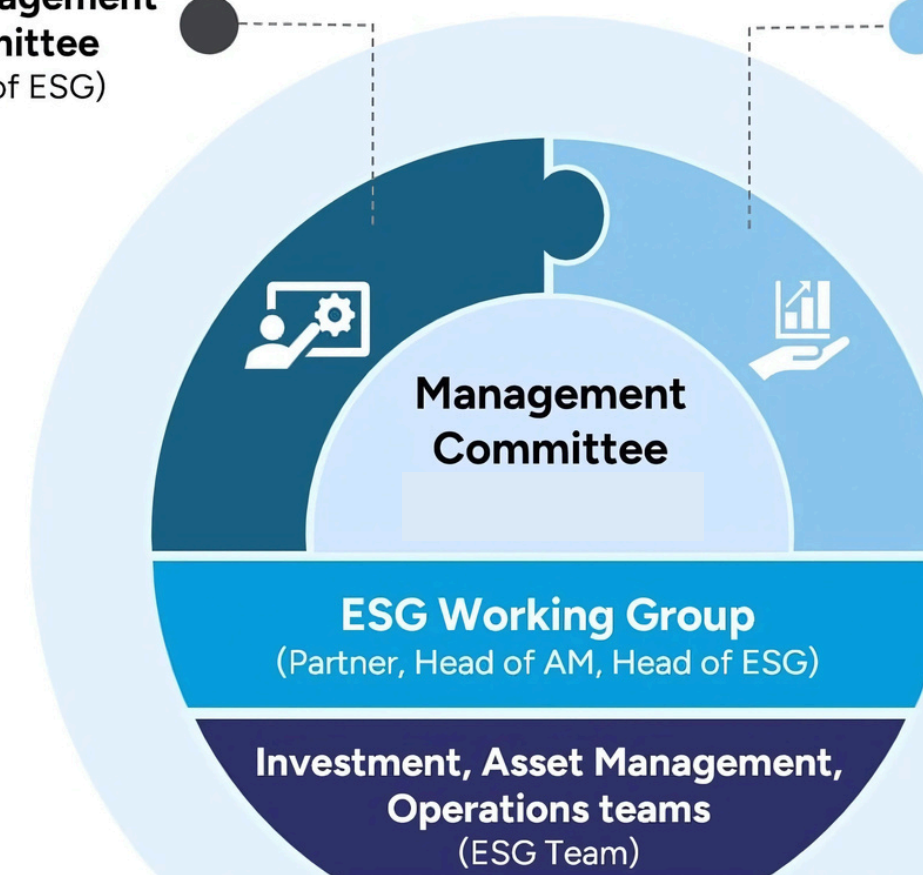 of ESG)
Management
Committee
ESG Working Group
(Partner, Head of AM, Head of ESG)
Investment, Asset Management,
Operations teams
(ESG Team)